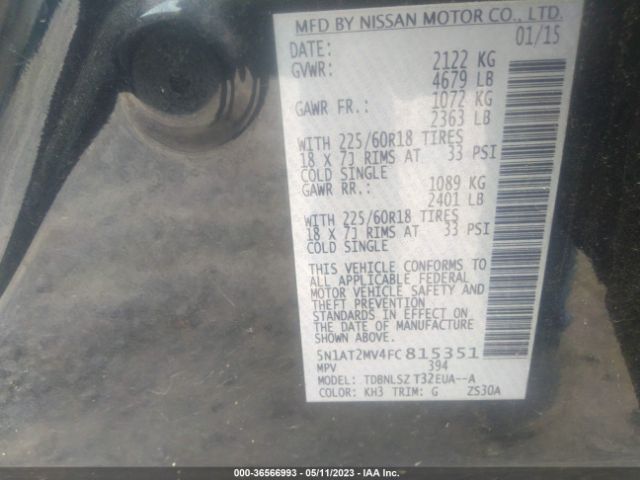 MFD BY NISSAN MOTOR CO., LTD.
DATE: 01/15
GVWR: 2122 KG
4679 LB
GAWR FR.: 1072 KG
2363 LB
WITH 225/60R18 TIRES
18 X 7J RIMS AT 33 PSI
COLD SINGLE
GAWR RR.: 1089 KG
2401 LB
WITH 225/60R18 TIRES
18 X 7J RIMS AT 33 PSI
COLD SINGLE
THIS VEHICLE CONFORMS TO
ALL APPLICABLE FEDERAL
MOTOR VEHICLE SAFETY AND
THEFT PREVENTION
STANDARDS IN EFFECT ON
THE DATE OF MANUFACTURE
SHOWN ABOVE.
5N1AT2MV4FC815351
MPV 394
MODEL: TDBNLSZ T32EUA--A
COLOR: KH3 TRIM: G ZS30A
000-36566993 - 05/11/2023 - IAA Inc.